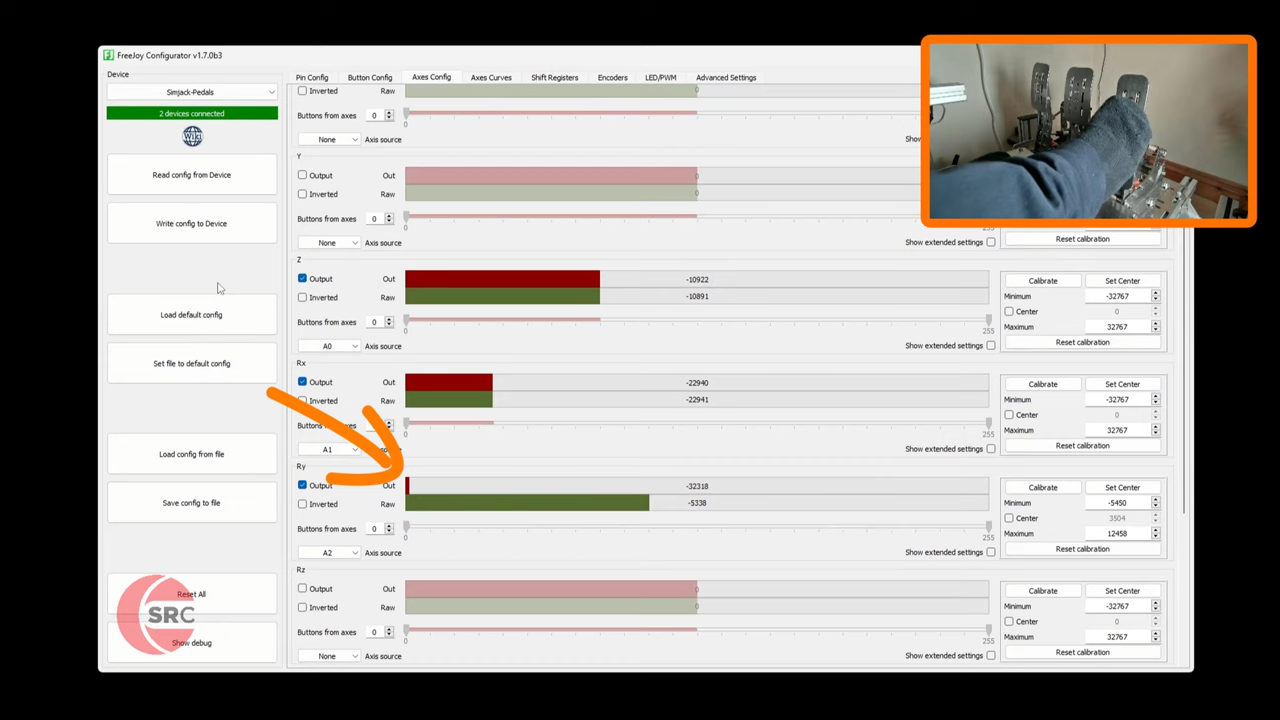 FreeJoy Configurator v1.7.0b3
Device
Simjack-Pedals
2 devices connected
Wiki
Read config from Device
Write config to Device
Load default config
Set file to default config
Load config from file
Save config to file
Reset All
SRC
Show debug
Pin Config Button Config Axes Config Axes Curves Shift Registers Encoders LED/PWM Advanced Settings
Inverted Raw 0
Buttons from axes 0 0
None Axis source
Y
Output Out 0
Inverted Raw 0
Buttons from axes 0 0
None Axis source Show extended settings
Reset calibration
Z
Output Out -10922 Calibrate Set Center
Inverted Raw -10891 Minimum -32767
Center 0
Buttons from axes 0 0 255 Maximum 32767
A0 Axis source Show extended settings Reset calibration
Rx
Output Out -22940 Calibrate Set Center
Inverted Raw -22941 Minimum -32767
Center 0
Buttons from axes 0 255 Maximum 32767
A1 Show extended settings Reset calibration
Ry
Output Out -32318 Calibrate Set Center
Inverted Raw -5338 Minimum -5450
Center 3504
Buttons from axes 0 0 255 Maximum 12458
A2 Axis source Show extended settings Reset calibration
Rz
Output Out 0 Calibrate Set Center
Inverted Raw 0 Minimum -32767
Center 0
Buttons from axes 0 0 255 Maximum 32767
None Axis source Show extended settings Reset calibration